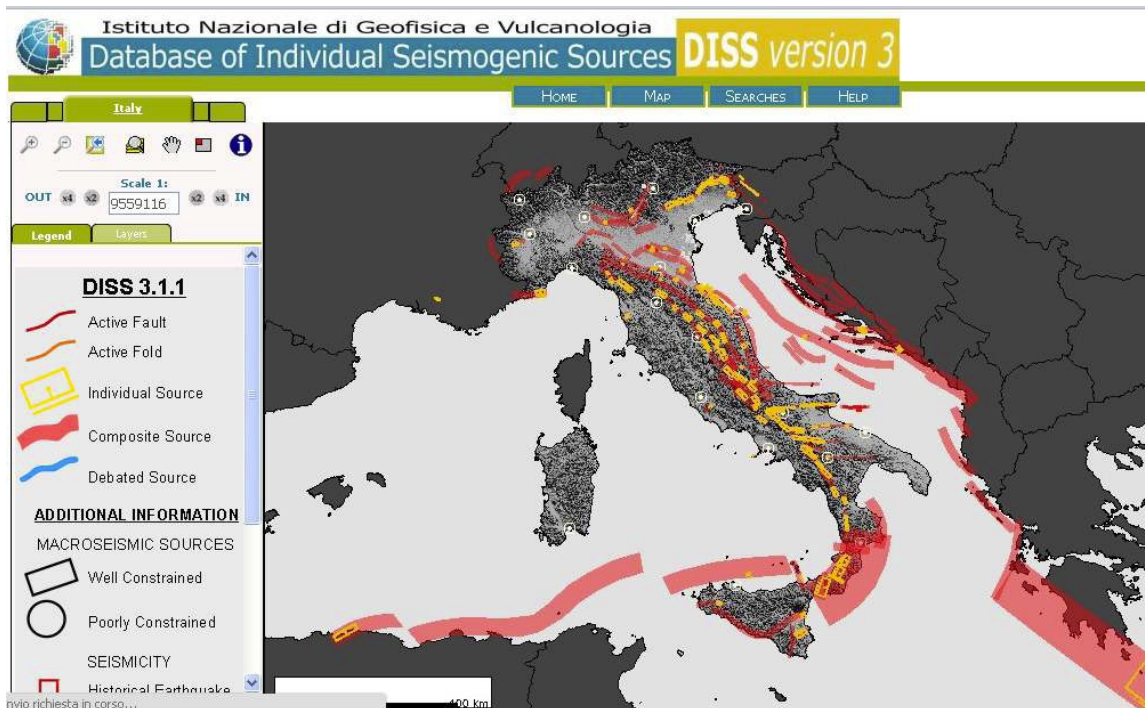 Istituto Nazionale di Geofisica e Vulcanologia
Database of Individual Seismogenic Sources DISS version 3
HOME MAP SEARCHES HELP
Italy
Scale 1:
OUT x4 x2 9559116 x2 x4 IN
Legend Layers
DISS 3.1.1
Active Fault
Active Fold
Individual Source
Composite Source
Debated Source
ADDITIONAL INFORMATION
MACROSEISMIC SOURCES
Well Constrained
Poorly Constrained
SEISMICITY
Historical Earthquake
nvio richiesta in corso...
400 km